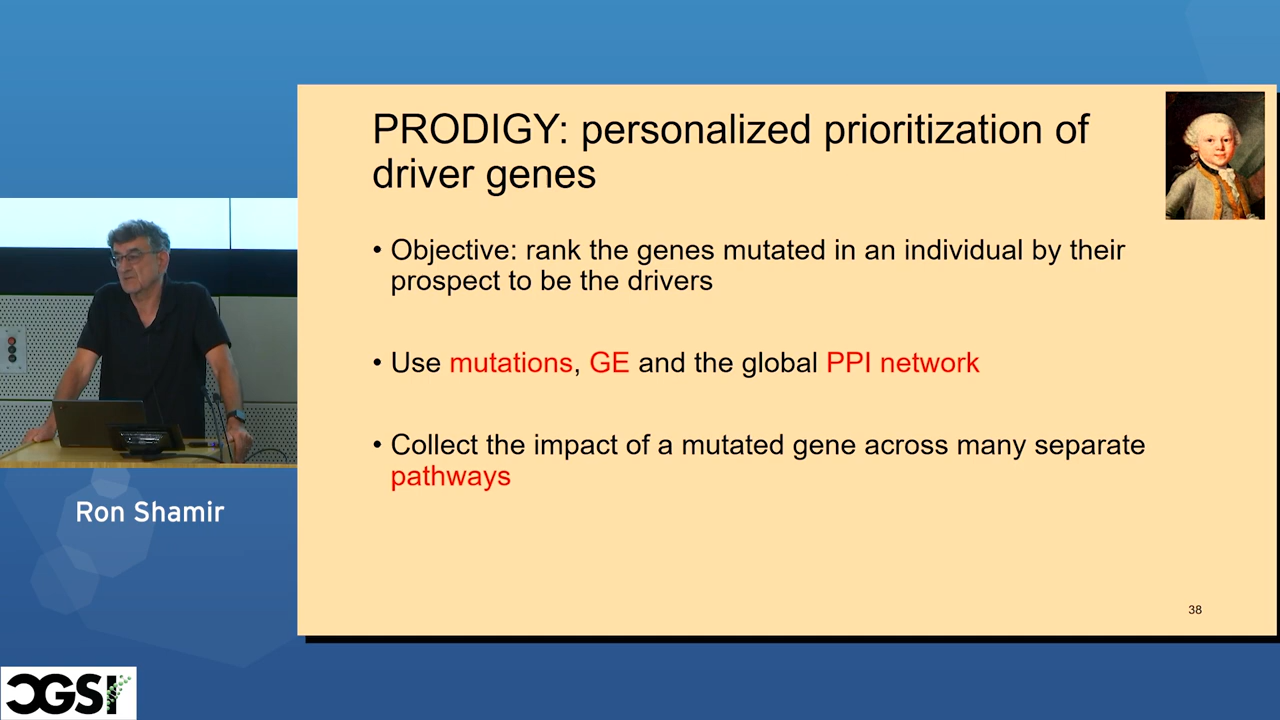 PRODIGY: personalized prioritization of
driver genes
• Objective: rank the genes mutated in an individual by their
prospect to be the drivers
• Use mutations, GE and the global PPI network
• Collect the impact of a mutated gene across many separate
pathways
38
Ron Shamir
CGSI